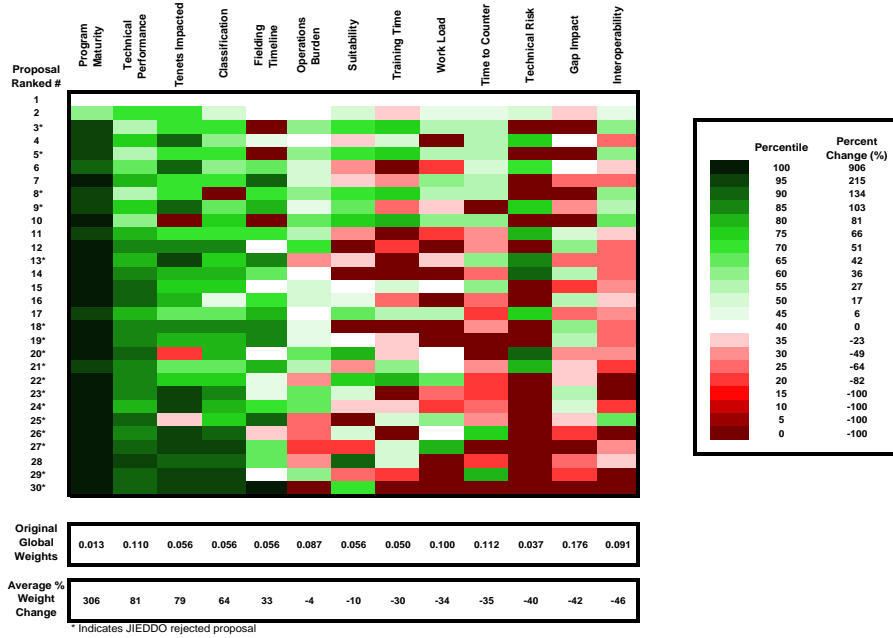 Program Maturity
Technical Performance
Tenets Impacted
Classification
Fielding Timeline
Operations Burden
Suitability
Training Time
Work Load
Time to Counter
Technical Risk
Gap Impact
Interoperability
Proposal
Ranked #
1
2
3*
4
5*
6
7
8*
9*
10
11
12
13*
14
15
16
17
18*
19*
20*
21*
22*
23*
24*
25*
26*
27*
28
29*
30*
Percentile Percent Change (%)
100 906
95 215
90 134
85 103
80 81
75 66
70 51
65 42
60 36
55 27
50 17
45 6
40 0
35 -23
30 -49
25 -64
20 -82
15 -100
10 -100
5 -100
0 -100
Original Global Weights
0.013 0.110 0.056 0.056 0.056 0.087 0.056 0.050 0.100 0.112 0.037 0.176 0.091
Average % Weight Change
306 81 79 64 33 -4 -10 -30 -34 -35 -40 -42 -46
* Indicates JIEDDO rejected proposal